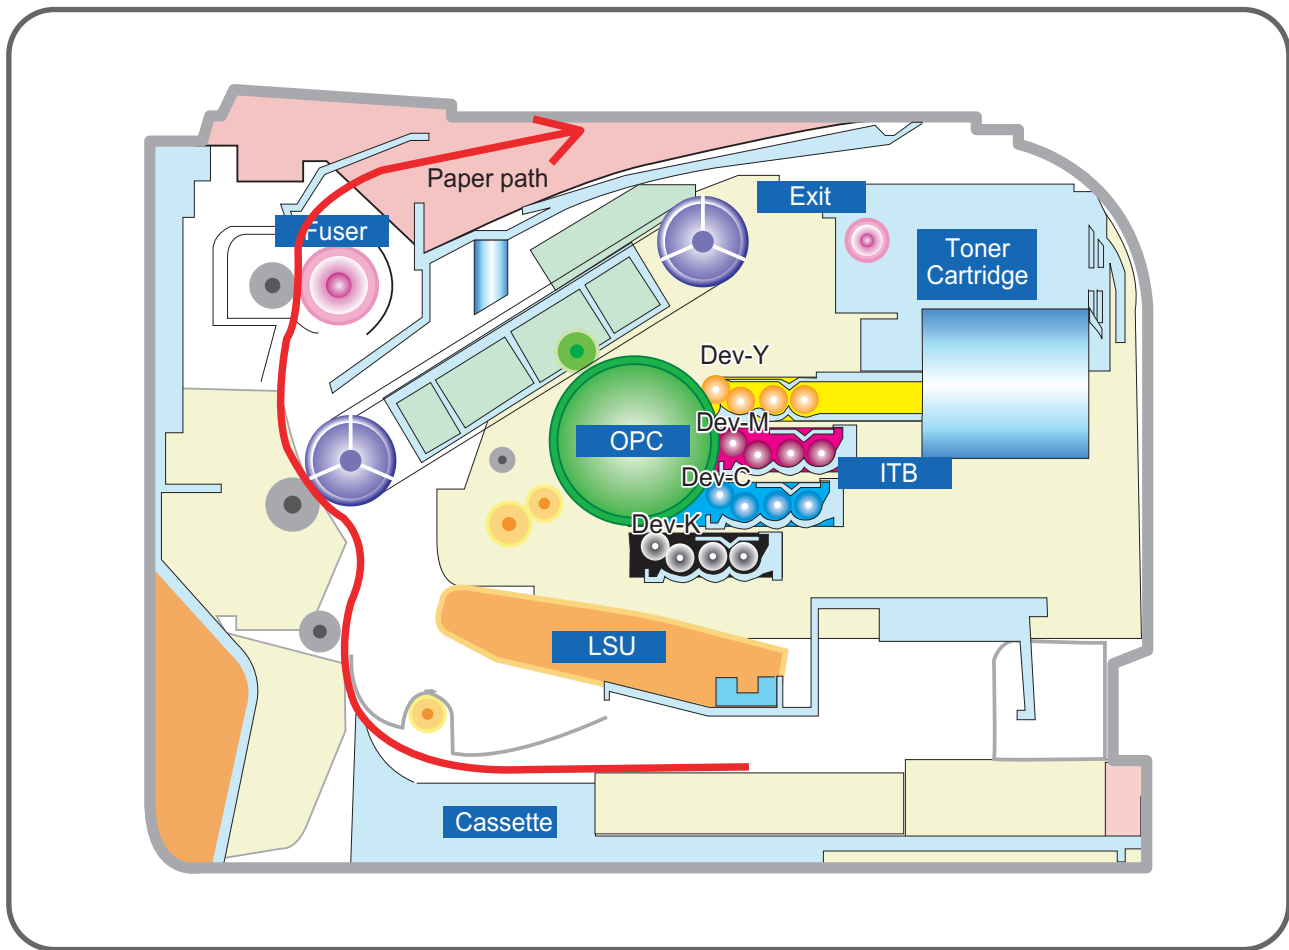 Paper path
Exit
Fuser
Toner
Cartridge
Dev-Y
Dev-M
OPC
ITB
Dev-C
Dev-K
LSU
Cassette